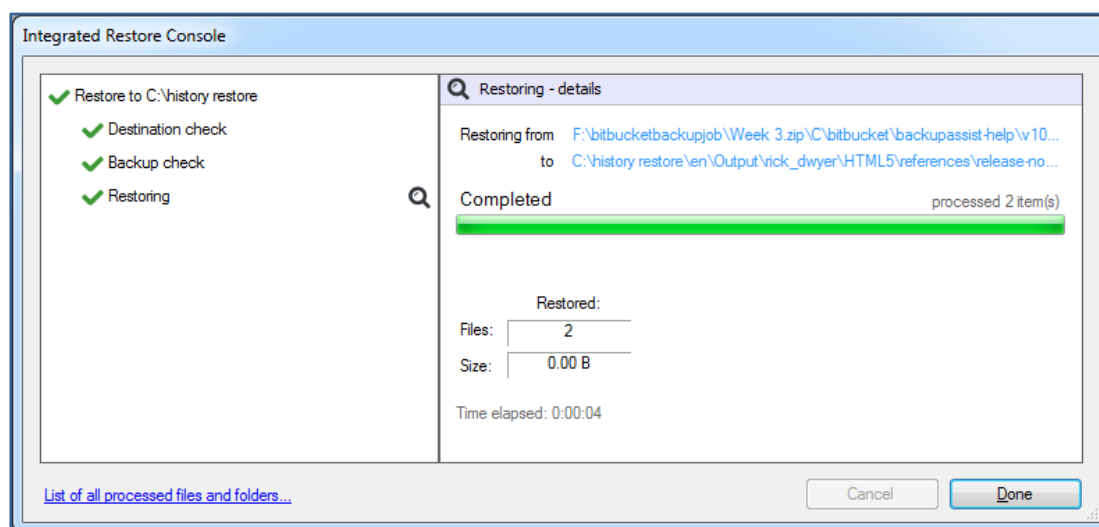 Integrated Restore Console
Restore to C:\history restore
Destination check
Backup check
Restoring
Restoring - details
Restoring from F:\bitbucketbackupjob\Week 3.zip\C\bitbucket\backupassist-help\v10...
to C:\history restore\en\Output\rick_dwyer\HTML5\references\release-no...
Completed processed 2 item(s)
Restored:
Files: 2
Size: 0.00 B
Time elapsed: 0:00:04
List of all processed files and folders... Cancel Done